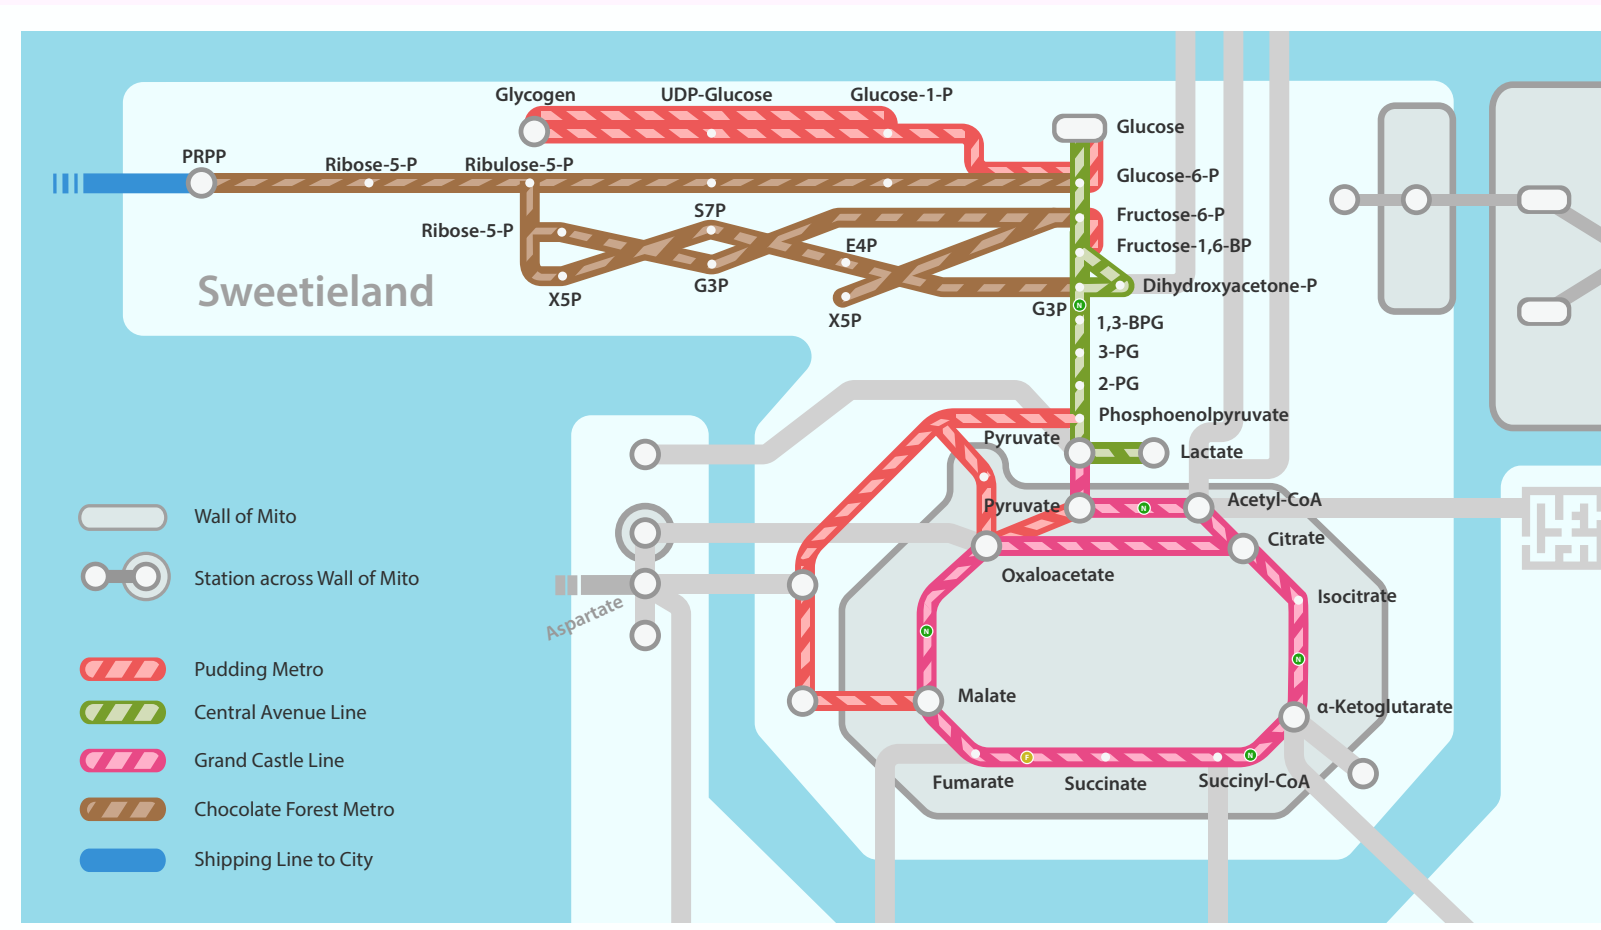 Glycogen
UDP-Glucose
Glucose-1-P
Glucose
PRPP
Ribose-5-P
Ribulose-5-P
Glucose-6-P
Ribose-5-P
S7P
Fructose-6-P
E4P
Fructose-1,6-BP
Sweetieland
X5P
G3P
Dihydroxyacetone-P
X5P
G3P
N
1,3-BPG
3-PG
2-PG
Phosphoenolpyruvate
Pyruvate
Lactate
Pyruvate
N
Acetyl-CoA
Citrate
Oxaloacetate
Isocitrate
Aspartate
N
N
Malate
α-Ketoglutarate
Fumarate
F
Succinate
Succinyl-CoA
N
Wall of Mito
Station across Wall of Mito
Pudding Metro
Central Avenue Line
Grand Castle Line
Chocolate Forest Metro
Shipping Line to City